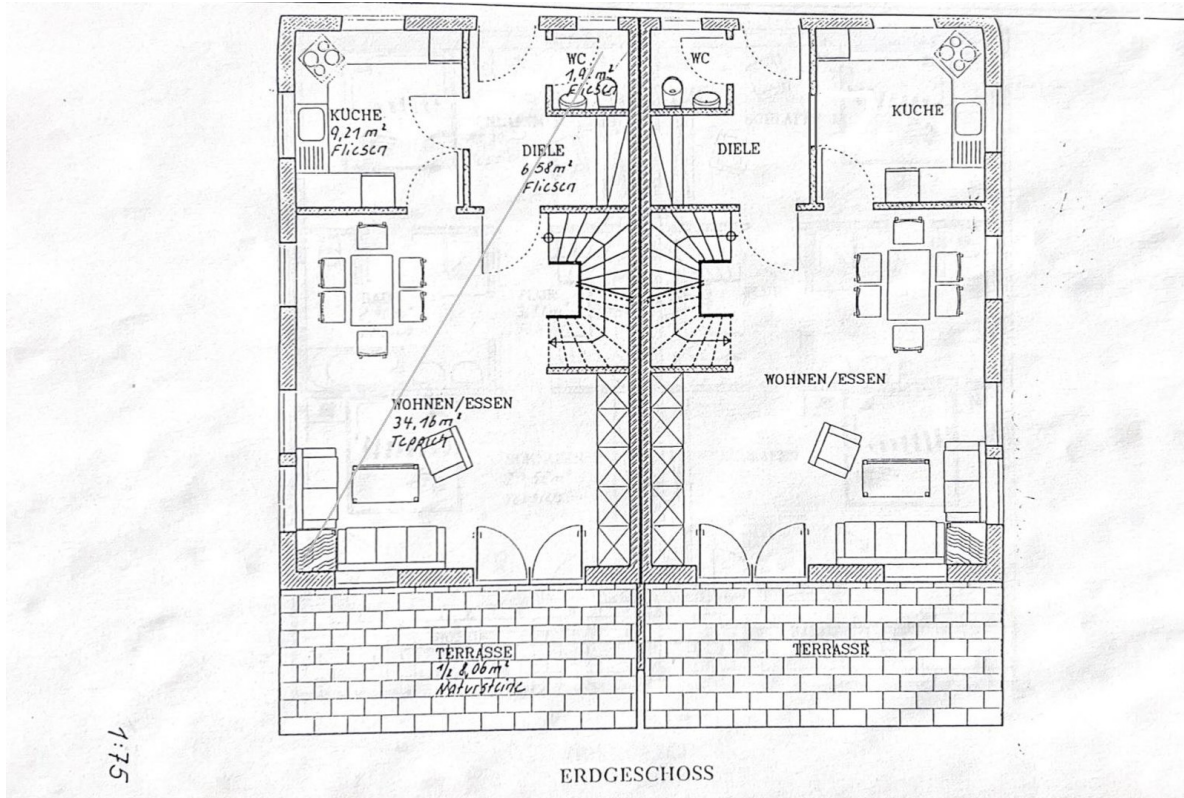 WC
1,9 m²
Fliesen
WC
KÜCHE
9,21 m²
Fliesen
KÜCHE
DIELE
6,58 m²
Fliesen
DIELE
WOHNEN/ESSEN
34,16 m²
Teppich
WOHNEN/ESSEN
TERRASSE
1/2 8,06 m²
Natursteine
TERRASSE
1:75
ERDGESCHOSS